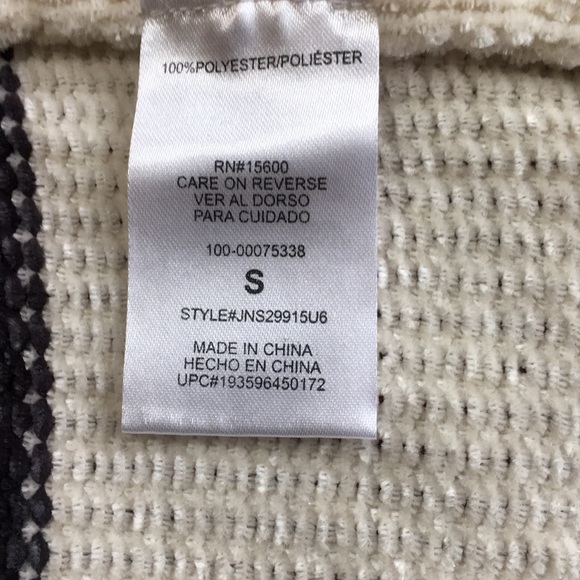 100%POLYESTER/POLIÉSTER
RN#15600
CARE ON REVERSE
VER AL DORSO
PARA CUIDADO
100-00075338
S
STYLE#JNS29915U6
MADE IN CHINA
HECHO EN CHINA
UPC#193596450172